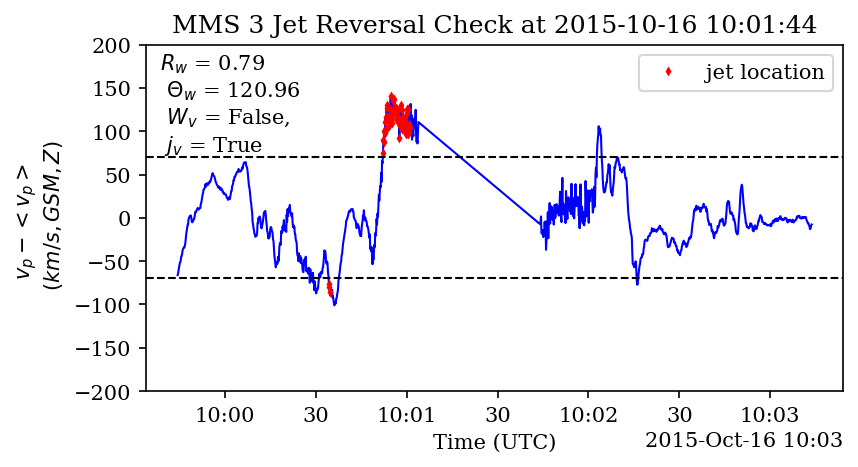 MMS 3 Jet Reversal Check at 2015-10-16 10:01:44
R_w = 0.79
Θ_w = 120.96
W_v = False,
j_v = True
jet location
200
150
100
50
0
−50
−100
−150
−200
v_p − < v_p >
(km/s, GSM, Z)
10:00 30 10:01 30 10:02 30 10:03
Time (UTC)
2015-Oct-16 10:03